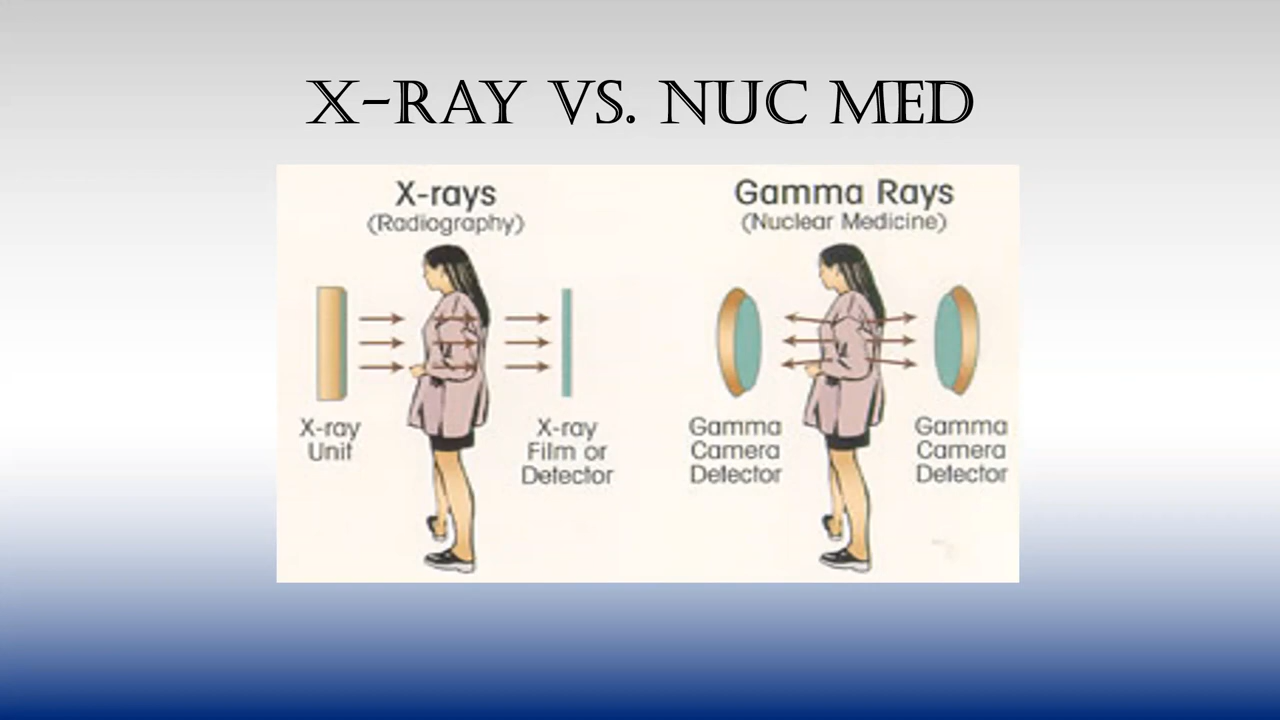 X-RAY VS. NUC MED
X-rays
(Radiography)
X-ray
Unit
X-ray
Film or
Detector
Gamma Rays
(Nuclear Medicine)
Gamma
Camera
Detector
Gamma
Camera
Detector